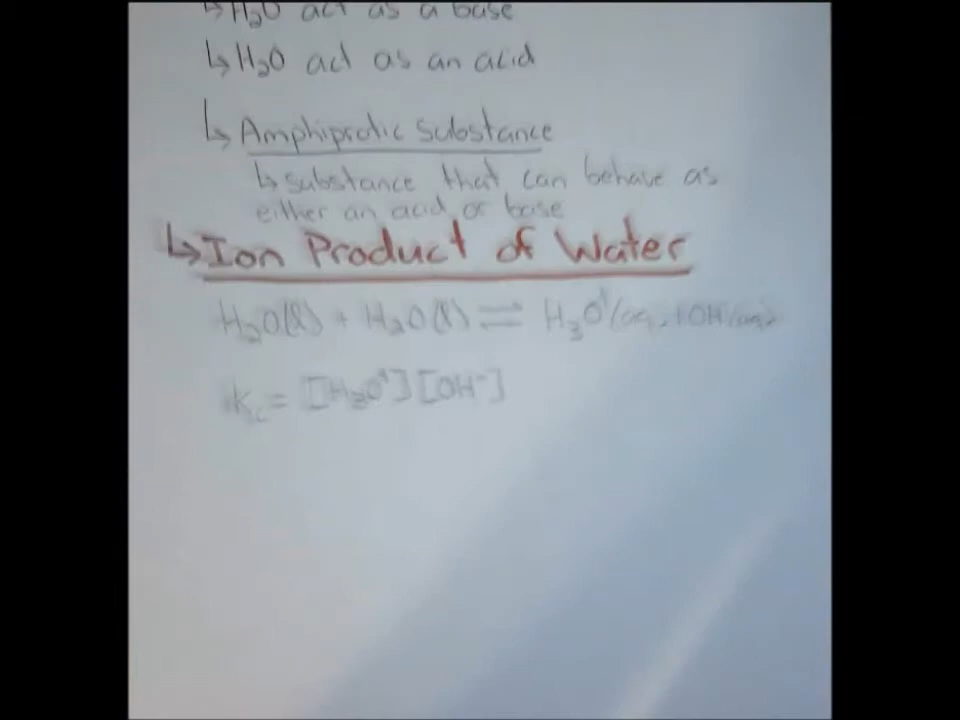 ↳ H₂O act as a base
↳ H₂O act as an acid
↳ Amphiprotic substance
↳ substance that can behave as
either an acid or base
↳ Ion Product of Water
H₂O(l) + H₂O(l) ⇌ H₃O⁺(aq) + OH⁻(aq)
K_c = [H₃O⁺][OH⁻]